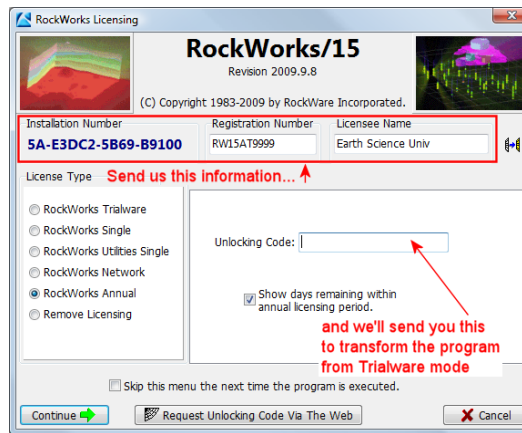 RockWorks Licensing
RockWorks/15
Revision 2009.9.8
(C) Copyright 1983-2009 by RockWare Incorporated.
Installation Number Registration Number Licensee Name
5A-E3DC2-5B69-B9100 RW15AT9999 Earth Science Univ
License Type Send us this information...
RockWorks Trialware
RockWorks Single
RockWorks Utilities Single
RockWorks Network
RockWorks Annual
Remove Licensing
Unlocking Code:
Show days remaining within
annual licensing period.
and we'll send you this
to transform the program
from Trialware mode
Skip this menu the next time the program is executed.
Continue Request Unlocking Code Via The Web Cancel